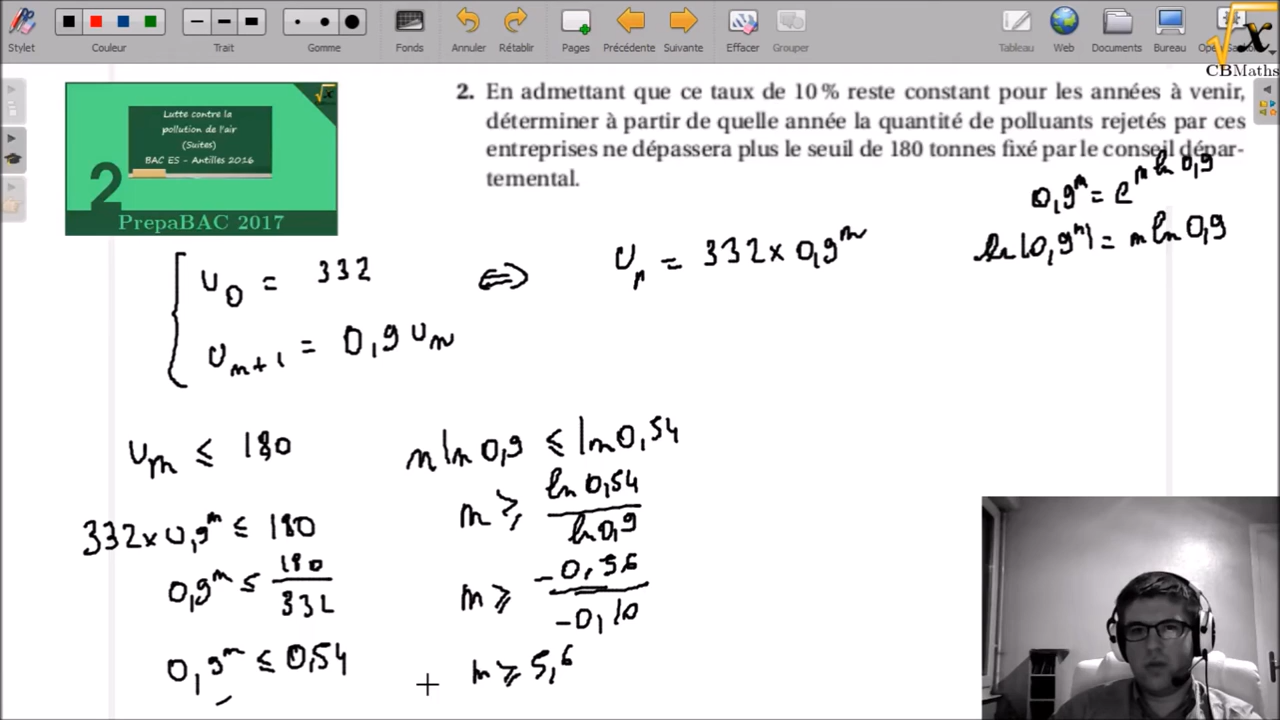 Stylet Couleur Trait Gomme Fonds Annuler Rétablir Pages Précédente Suivante Effacer Grouper Tableau Web Documents Bureau
CBMaths
Lutte contre la
pollution de l'air
(Suites)
BAC ES - Antilles 2016
2
PrepaBAC 2017
2. En admettant que ce taux de 10 % reste constant pour les années à venir,
déterminer à partir de quelle année la quantité de polluants rejetés par ces
entreprises ne dépassera plus le seuil de 180 tonnes fixé par le conseil dépar-
temental.
0,9^n = e^{n ln 0,9}
ln(0,9^n) = n ln 0,9
U_0 = 332
U_{n+1} = 0,9 U_n
⇔
U_n = 332 × 0,9^n
U_n ≤ 180
332 × 0,9^n ≤ 180
0,9^n ≤ 180/332
0,9^n ≤ 0,54
n ln 0,9 ≤ ln 0,54
n ≥ ln 0,54 / ln 0,9
n ≥ -0,56 / -0,10
n ≥ 5,6